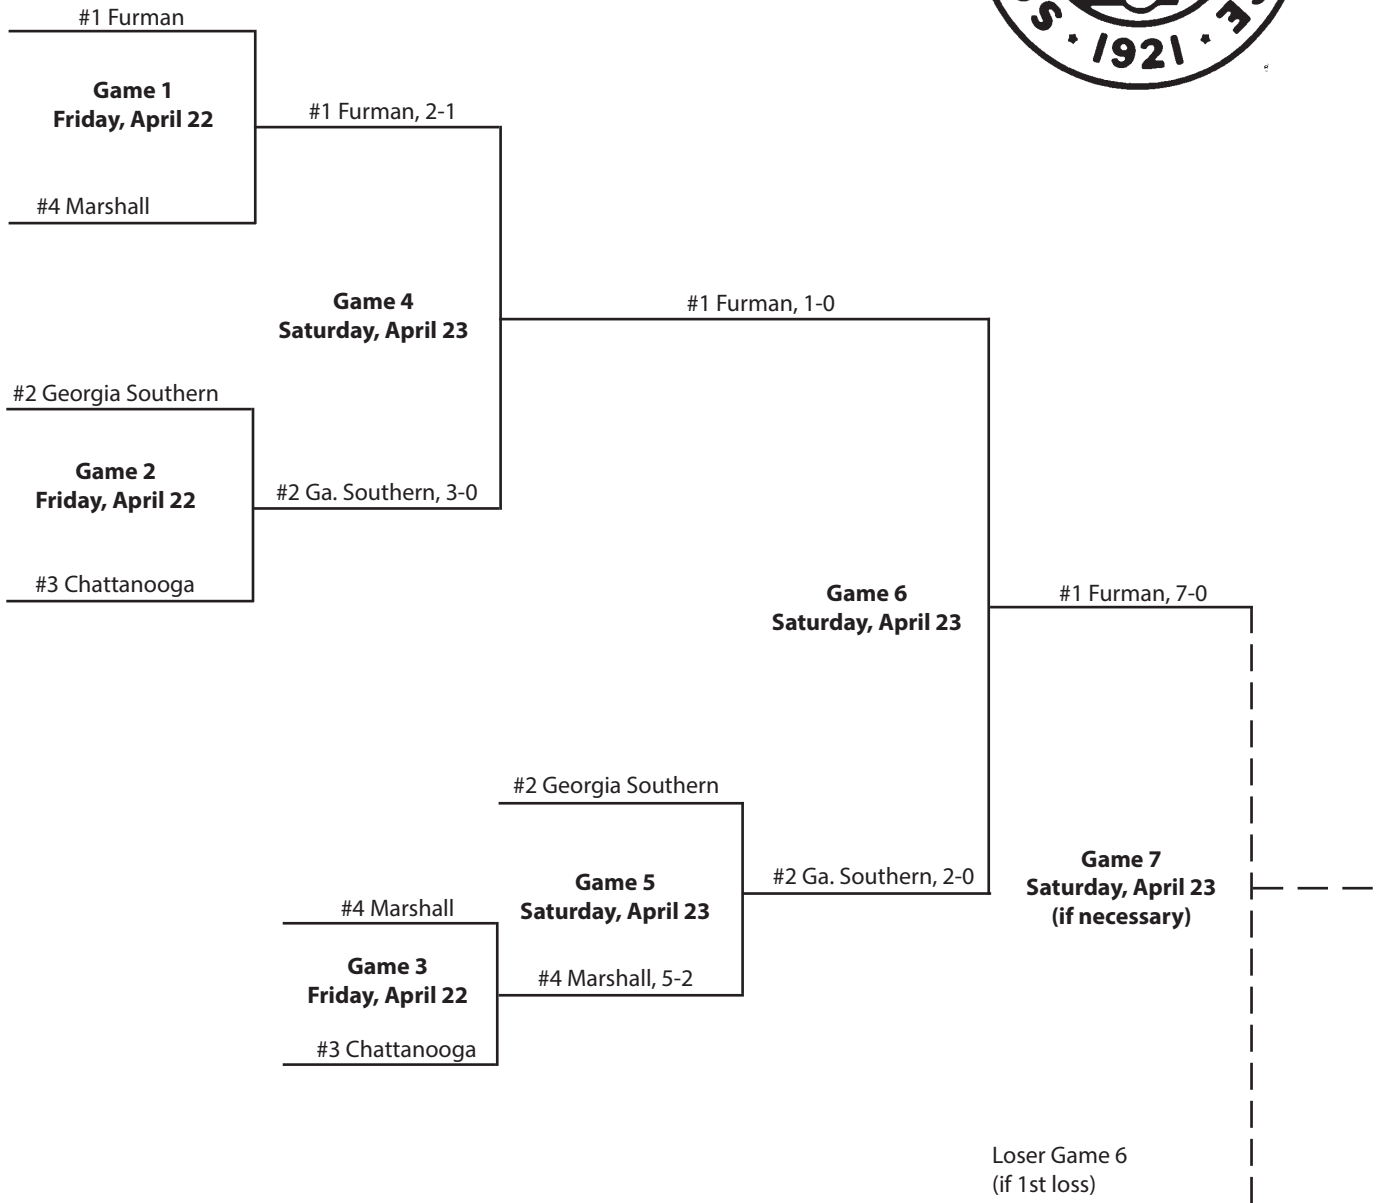 #1 Furman
Game 1
Friday, April 22
#1 Furman, 2-1
#4 Marshall
Game 4
Saturday, April 23
#1 Furman, 1-0
#2 Georgia Southern
Game 2
Friday, April 22
#2 Ga. Southern, 3-0
#3 Chattanooga
Game 6
Saturday, April 23
#1 Furman, 7-0
#2 Georgia Southern
Game 5
Saturday, April 23
#2 Ga. Southern, 2-0
Game 7
Saturday, April 23
(if necessary)
#4 Marshall
Game 3
Friday, April 22
#4 Marshall, 5-2
#3 Chattanooga
Loser Game 6
(if 1st loss)
1921